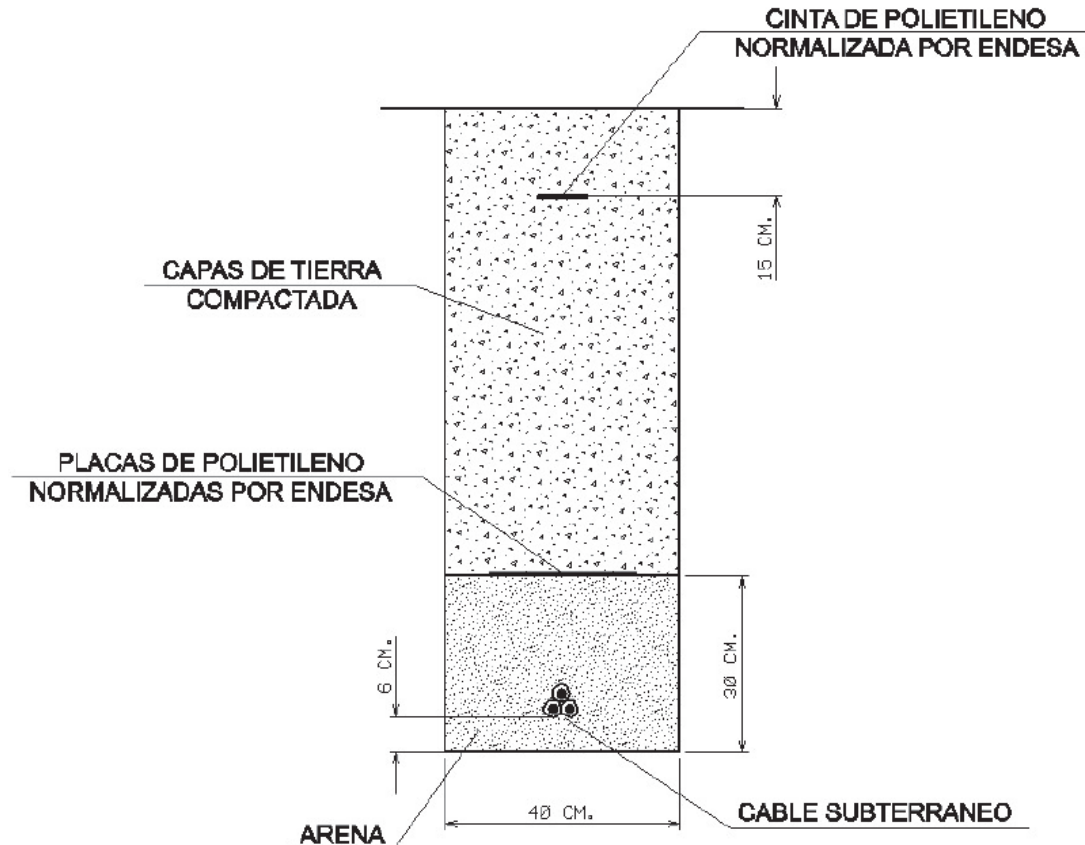 CINTA DE POLIETILENO
NORMALIZADA POR ENDESA
15 CM.
CAPAS DE TIERRA
COMPACTADA
PLACAS DE POLIETILENO
NORMALIZADAS POR ENDESA
6 CM.
30 CM.
40 CM.
CABLE SUBTERRANEO
ARENA